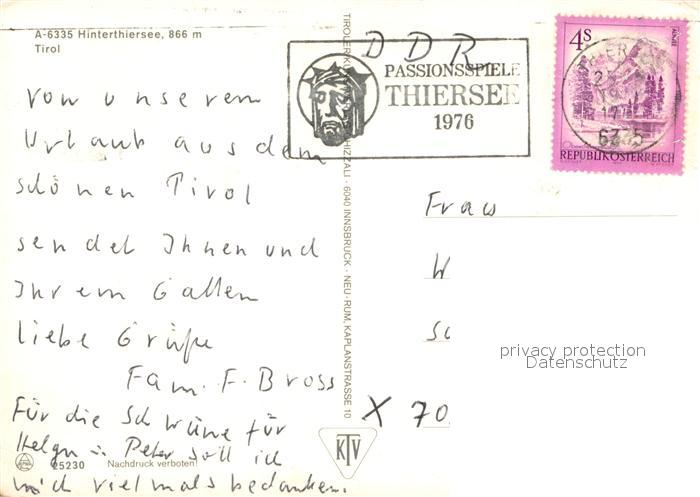 A-6335 Hinterthiersee, 866 m
Tirol
DDR
PASSIONSSPIELE
THIERSEE
1976
4S
6335
REPUBLIK ÖSTERREICH
Von unserem
Urlaub aus dem
schönen Tirol
sendet Ihnen und
Ihrem Gatten
liebe Grüße
Fam. F. Bross
Für die Schwüne für
Helga u. Peter soll ich
mich vielmals bedanken.
Frau
W
Sc
X 70
privacy protection
Datenschutz
6040 INNSBRUCK - NEU-RUM, KAPLANSTRASSE 10
KTV
25230 Nachdruck verboten